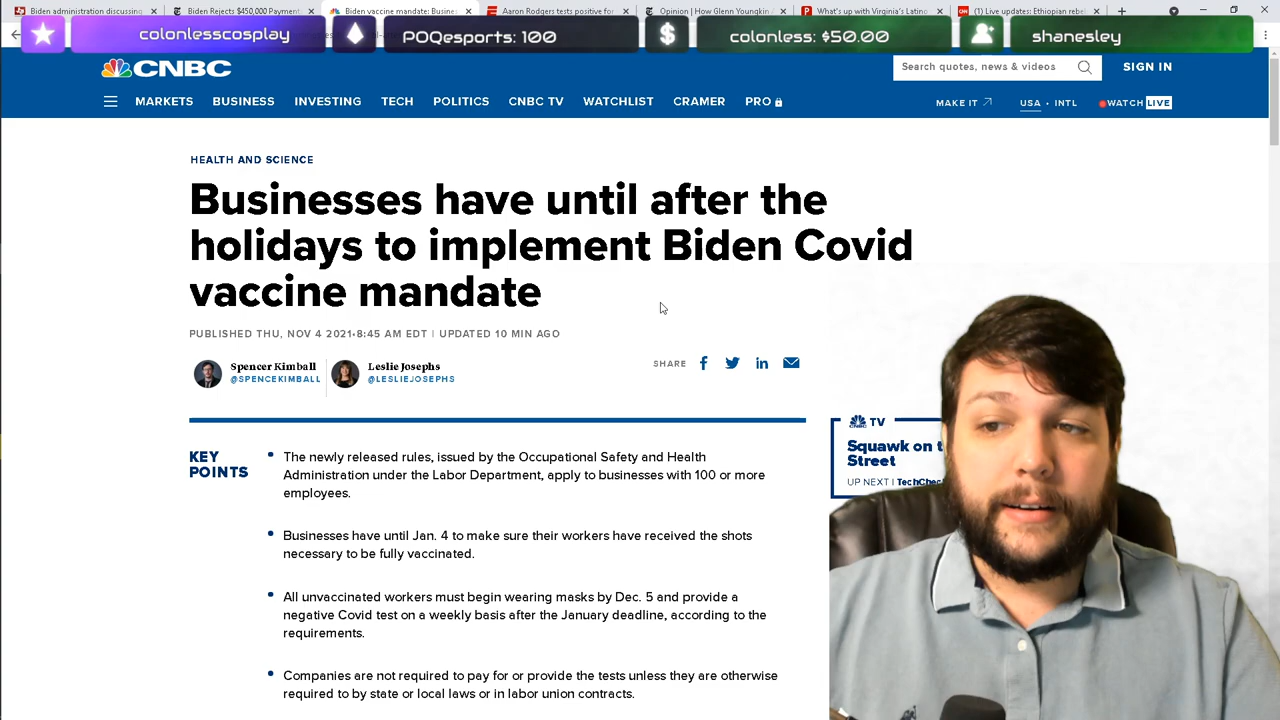 Biden administration discussing
Biden Rejects $450,000 Payment
Biden vaccine mandate: Busines
Aaron Rodgers tests positive for
Opinion | How Glenn Youngkin
What's up with Virginia's Latino
(1) Live updates: Ethiopian rebe
colonlesscosplay
POQesports: 100
$
colonless: $50.00
shanesley
CNBC
Search quotes, news & videos
SIGN IN
MARKETS BUSINESS INVESTING TECH POLITICS CNBC TV WATCHLIST CRAMER PRO
MAKE IT
USA • INTL
WATCH LIVE
HEALTH AND SCIENCE
Businesses have until after the
holidays to implement Biden Covid
vaccine mandate
PUBLISHED THU, NOV 4 2021•8:45 AM EDT | UPDATED 10 MIN AGO
Spencer Kimball
@SPENCERKIMBALL
Leslie Josephs
@LESLIEJOSEPHS
SHARE
KEY
POINTS
• The newly released rules, issued by the Occupational Safety and Health
Administration under the Labor Department, apply to businesses with 100 or more
employees.
• Businesses have until Jan. 4 to make sure their workers have received the shots
necessary to be fully vaccinated.
• All unvaccinated workers must begin wearing masks by Dec. 5 and provide a
negative Covid test on a weekly basis after the January deadline, according to the
requirements.
• Companies are not required to pay for or provide the tests unless they are otherwise
required to by state or local laws or in labor union contracts.
TV
Squawk on t
Street
UP NEXT | TechChec